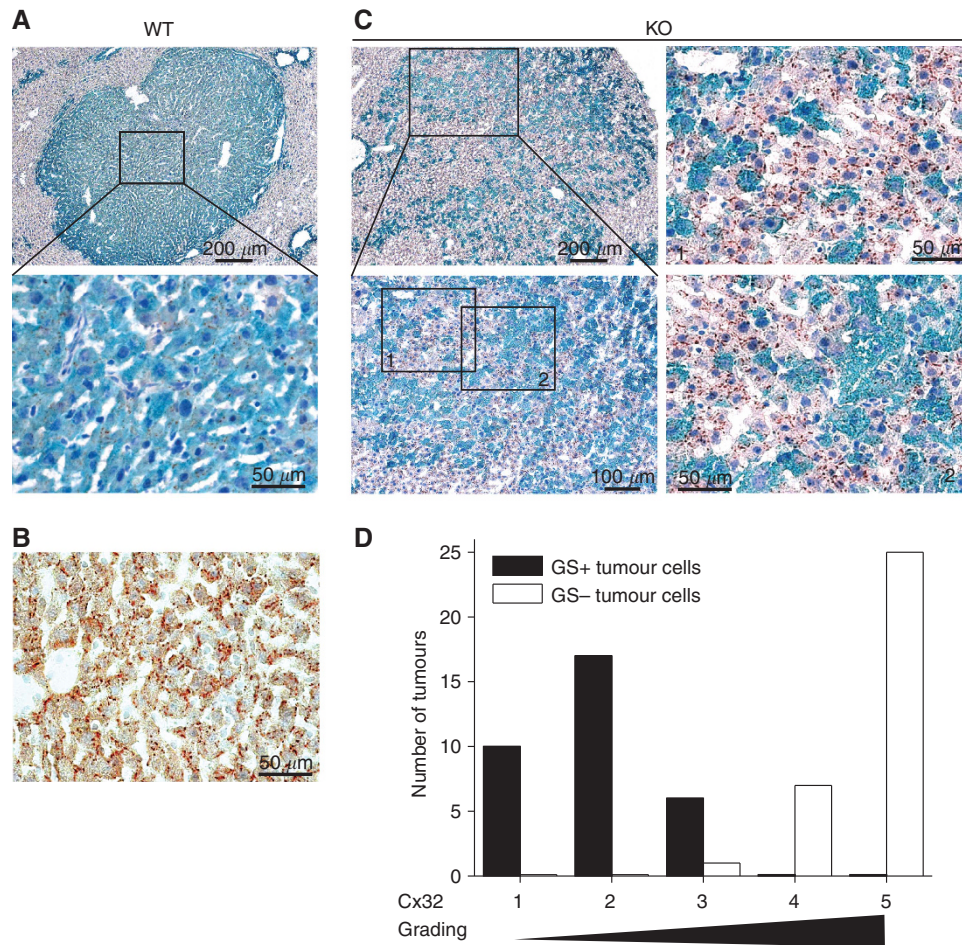 A
WT
200 μm
50 μm
B
50 μm
C
KO
200 μm
1
50 μm
1
2
100 μm
50 μm
2
D
GS+ tumour cells
GS– tumour cells
Number of tumours
25
20
15
10
5
0
Cx32 1 2 3 4 5
Grading